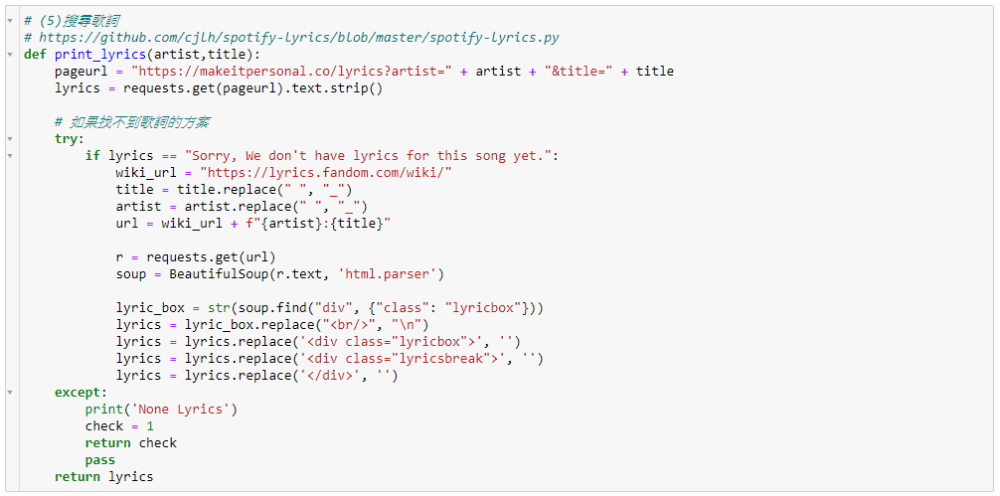 # (5)搜尋歌詞
# https://github.com/cjlh/spotify-lyrics/blob/master/spotify-lyrics.py
def print_lyrics(artist,title):
    pageurl = "https://makeitpersonal.co/lyrics?artist=" + artist + "&title=" + title
    lyrics = requests.get(pageurl).text.strip()

    # 如果找不到歌詞的方案
    try:
        if lyrics == "Sorry, We don't have lyrics for this song yet.":
            wiki_url = "https://lyrics.fandom.com/wiki/"
            title = title.replace(" ", "_")
            artist = artist.replace(" ", "_")
            url = wiki_url + f"{artist}:{title}"

            r = requests.get(url)
            soup = BeautifulSoup(r.text, 'html.parser')

            lyric_box = str(soup.find("div", {"class": "lyricbox"}))
            lyrics = lyric_box.replace("<br/>", "\n")
            lyrics = lyrics.replace('<div class="lyricbox">', '')
            lyrics = lyrics.replace('<div class="lyricsbreak">', '')
            lyrics = lyrics.replace('</div>', '')
    except:
        print('None Lyrics')
        check = 1
        return check
        pass
    return lyrics